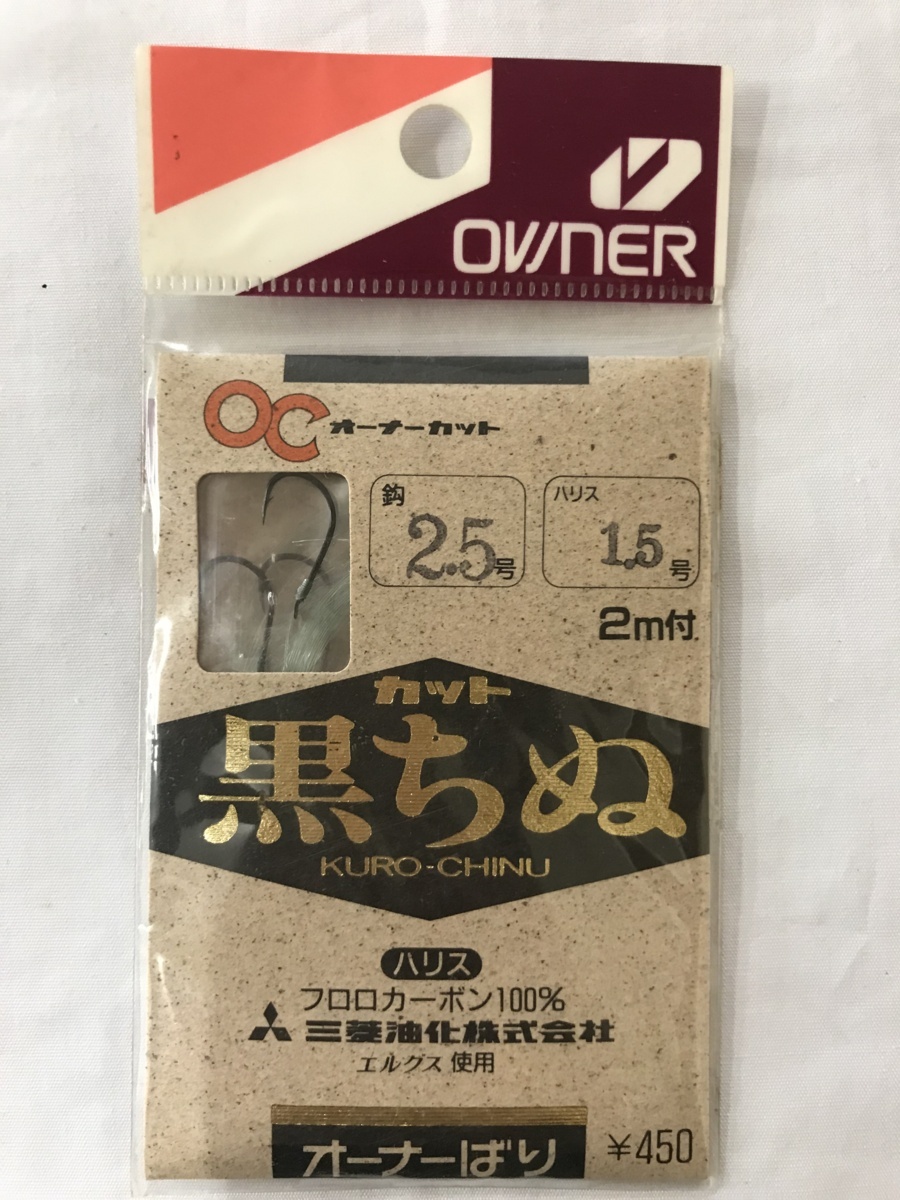 OWNER
OC オーナーカット
鈎 2.5号
ハリス 1.5号
2m付
カット
黒ちぬ
KURO-CHINU
ハリス
フロロカーボン100%
三菱油化株式会社
エルグス 使用
オーナーばり
¥450